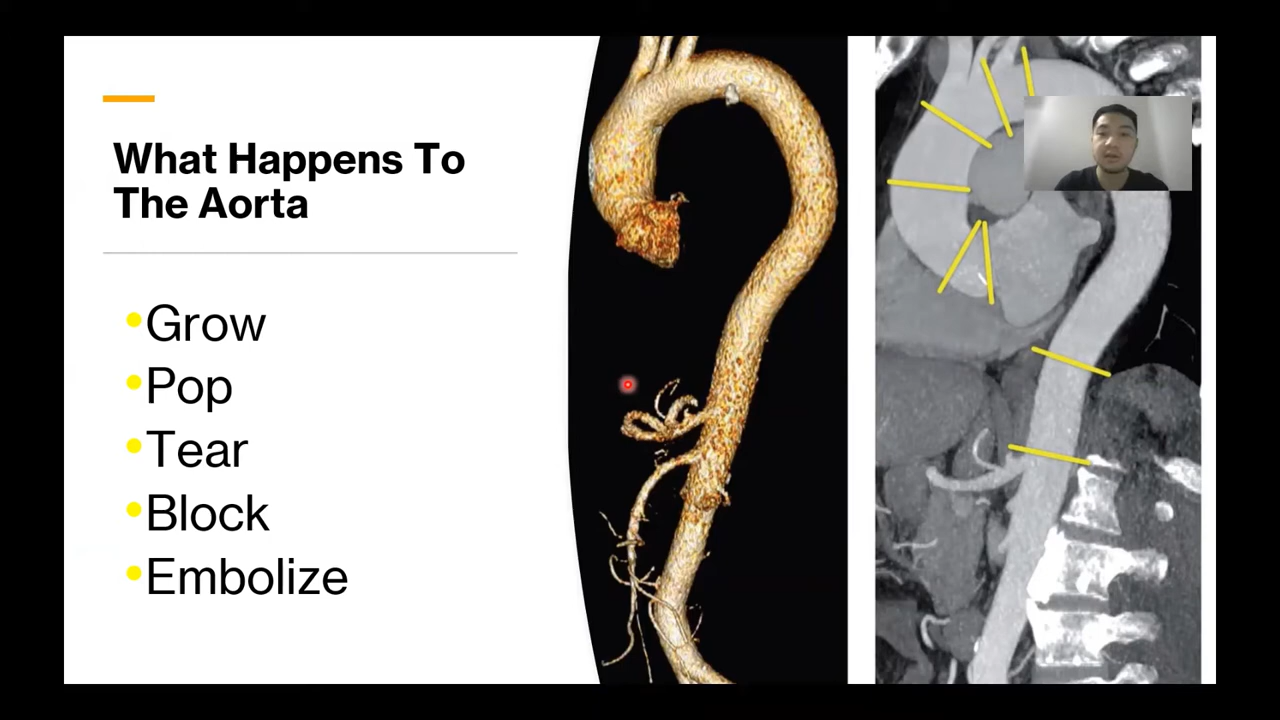 What Happens To
The Aorta
Grow
Pop
Tear
Block
Embolize